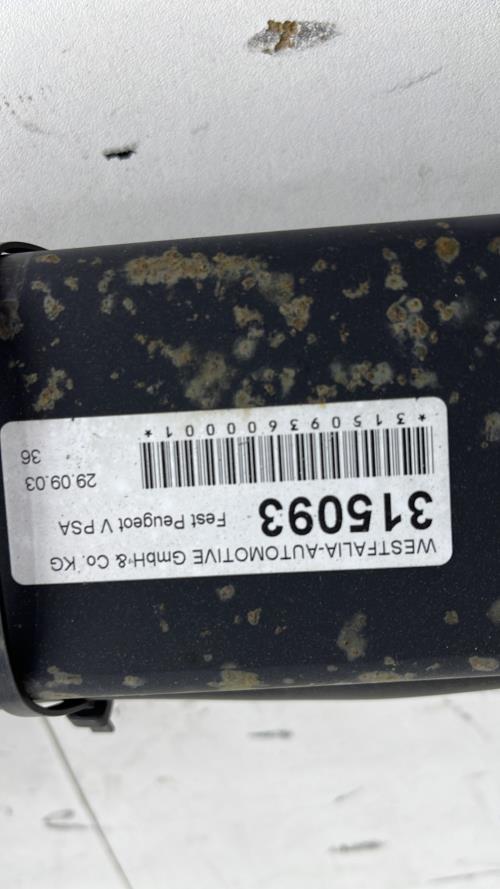 WESTFALIA-AUTOMOTIVE GmbH & Co. KG
315093 Fest Peugeot V PSA
29.09.03
*315093600001*
36